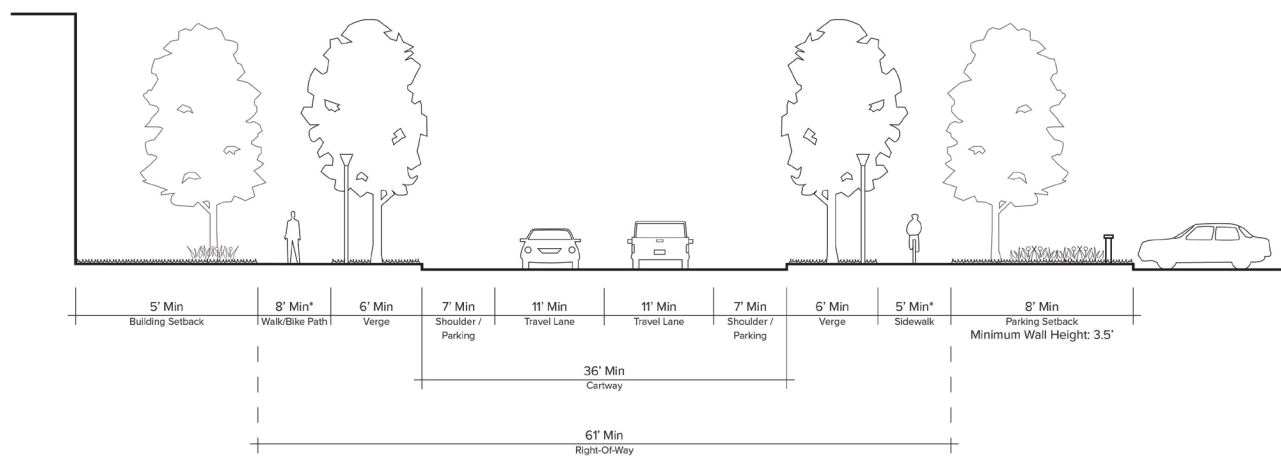 5’ Min
Building Setback
8’ Min*
Walk/Bike Path
6’ Min
Verge
7’ Min
Shoulder /
Parking
11’ Min
Travel Lane
11’ Min
Travel Lane
7’ Min
Shoulder /
Parking
6’ Min
Verge
5’ Min*
Sidewalk
8’ Min
Parking Setback
Minimum Wall Height: 3.5’
36’ Min
Cartway
61’ Min
Right-Of-Way